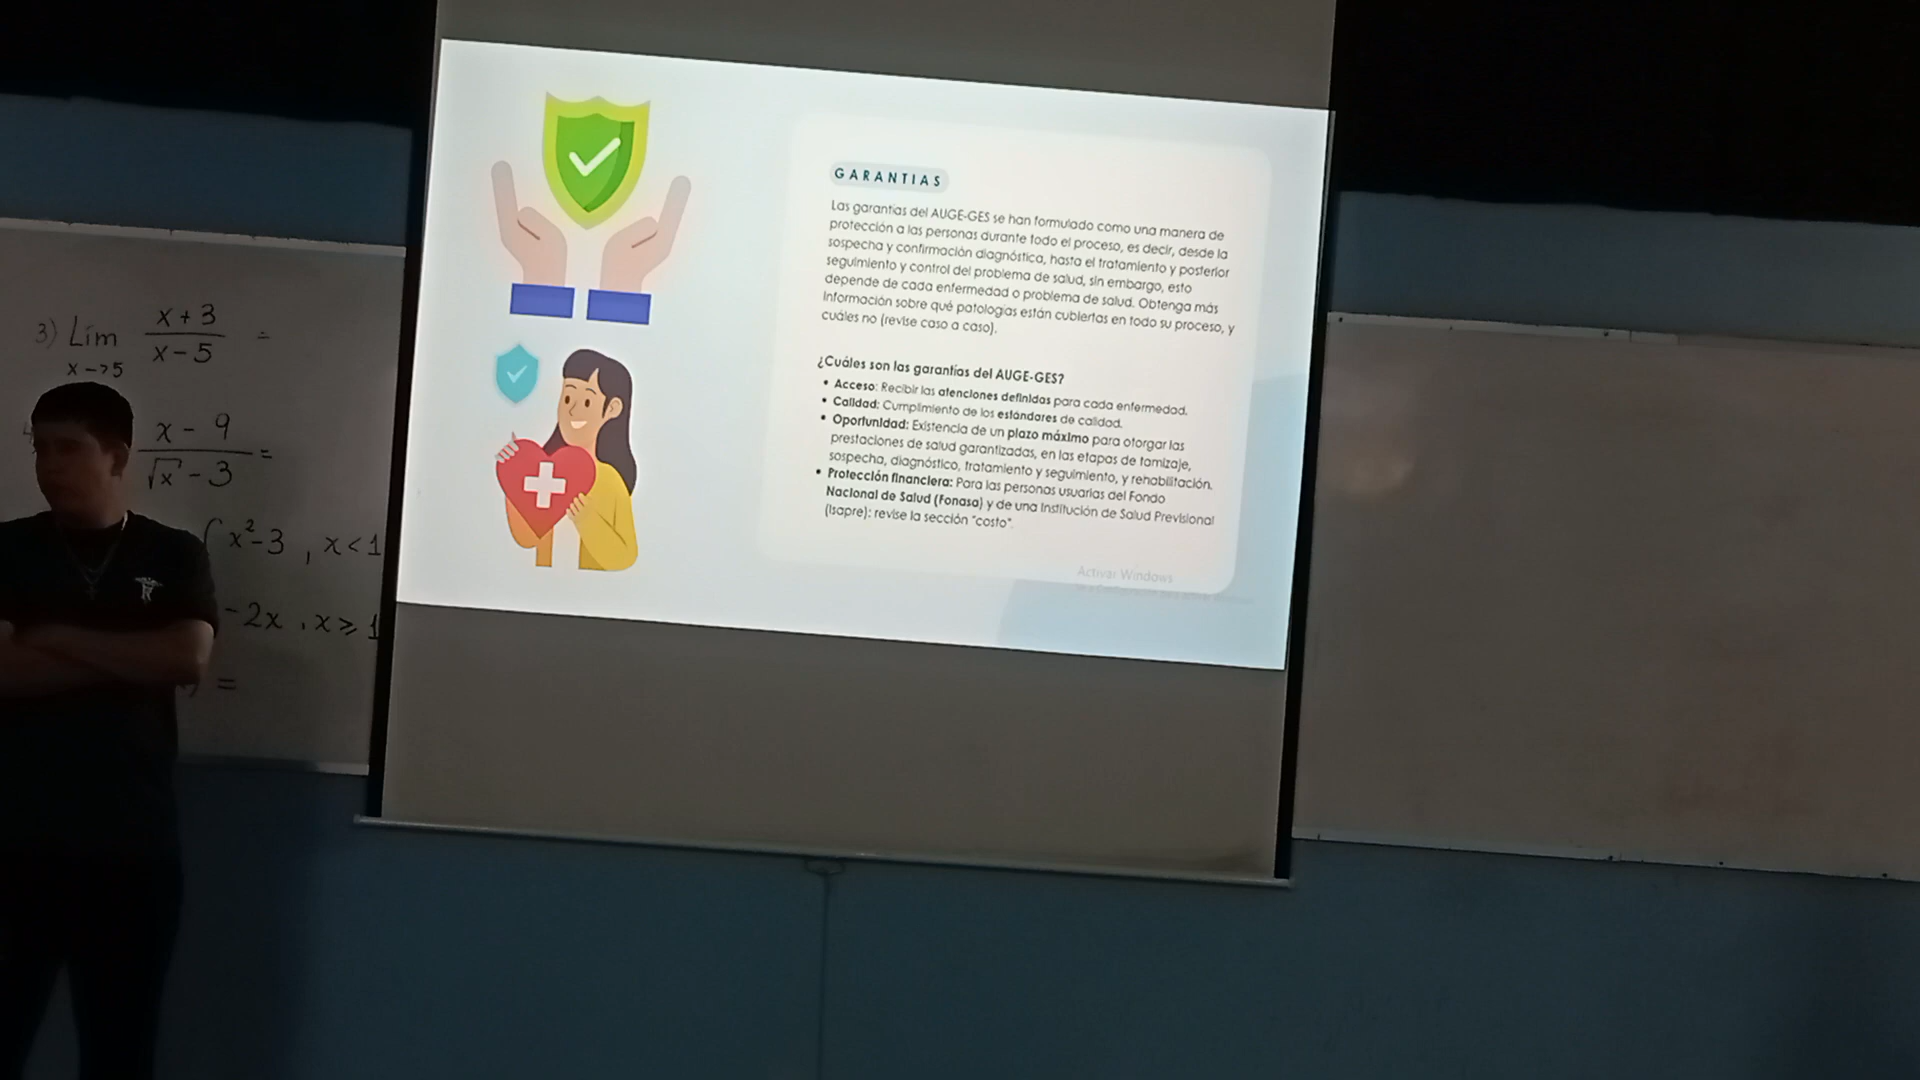 3) Lím x + 3 =
x -> 5 x - 5
x - 9 =
√x - 3
x² - 3 , x < 1
-2x , x ≥ 1
=
GARANTIAS
Las garantías del AUGE-GES se han formulado como una manera de
protección a las personas durante todo el proceso, es decir, desde la
sospecha y confirmación diagnóstica, hasta el tratamiento y posterior
seguimiento y control del problema de salud, sin embargo, esto
depende de cada enfermedad o problema de salud. Obtenga más
información sobre qué patologías están cubiertas en todo su proceso, y
cuáles no (revise caso a caso).
¿Cuáles son las garantías del AUGE-GES?
• Acceso: Recibir las atenciones definidas para cada enfermedad.
• Calidad: Cumplimiento de los estándares de calidad.
• Oportunidad: Existencia de un plazo máximo para otorgar las
prestaciones de salud garantizadas, en las etapas de tamizaje,
sospecha, diagnóstico, tratamiento y seguimiento, y rehabilitación.
• Protección financiera: Para las personas usuarias del Fondo
Nacional de Salud (Fonasa) y de una Institución de Salud Previsional
(Isapre): revise la sección "costo".
Activar Windows